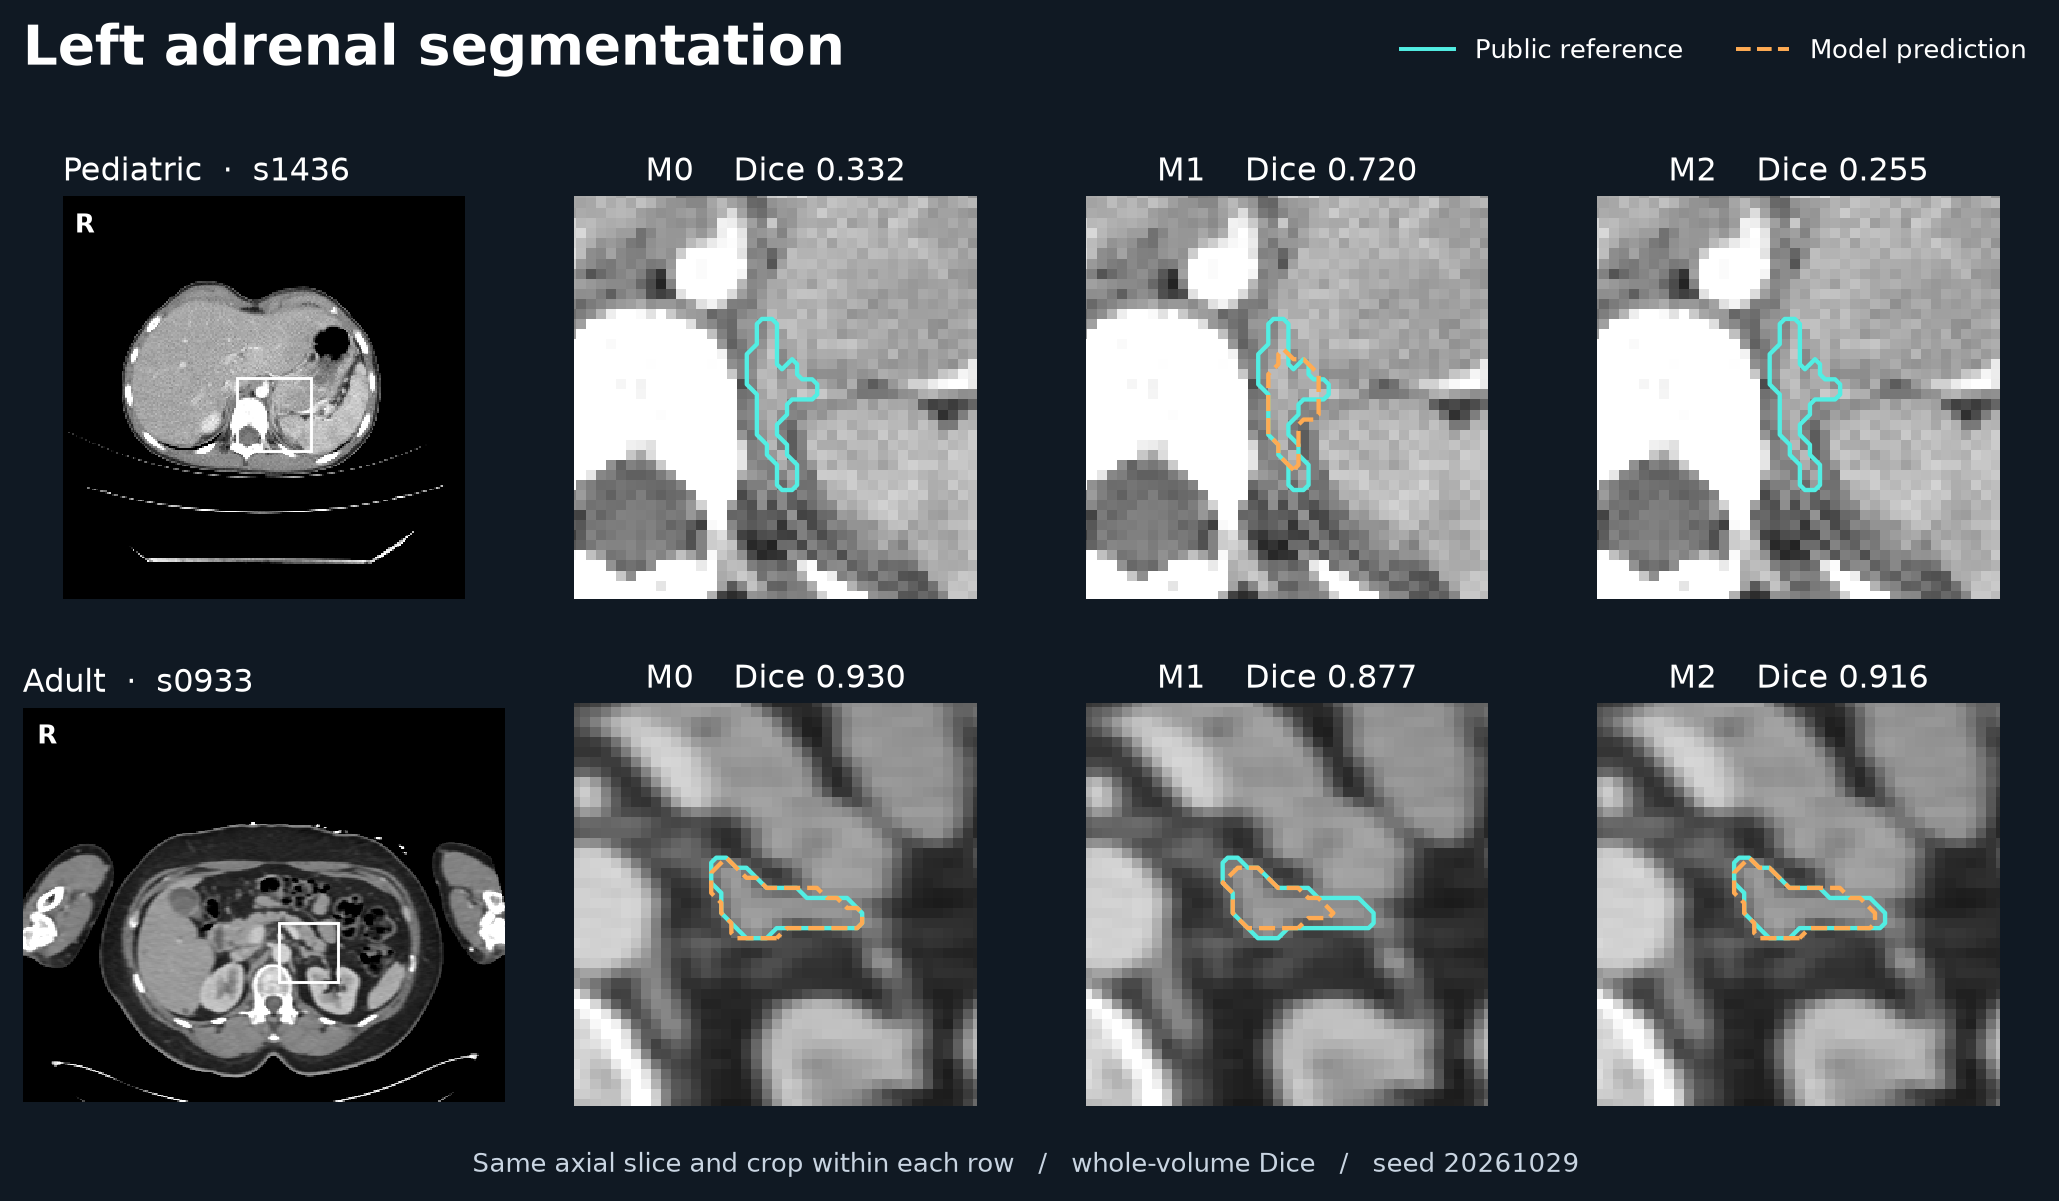 Left adrenal segmentation
Public reference
Model prediction
Pediatric · s1436
M0 Dice 0.332
M1 Dice 0.720
M2 Dice 0.255
R
Adult · s0933
M0 Dice 0.930
M1 Dice 0.877
M2 Dice 0.916
R
Same axial slice and crop within each row / whole-volume Dice / seed 20261029